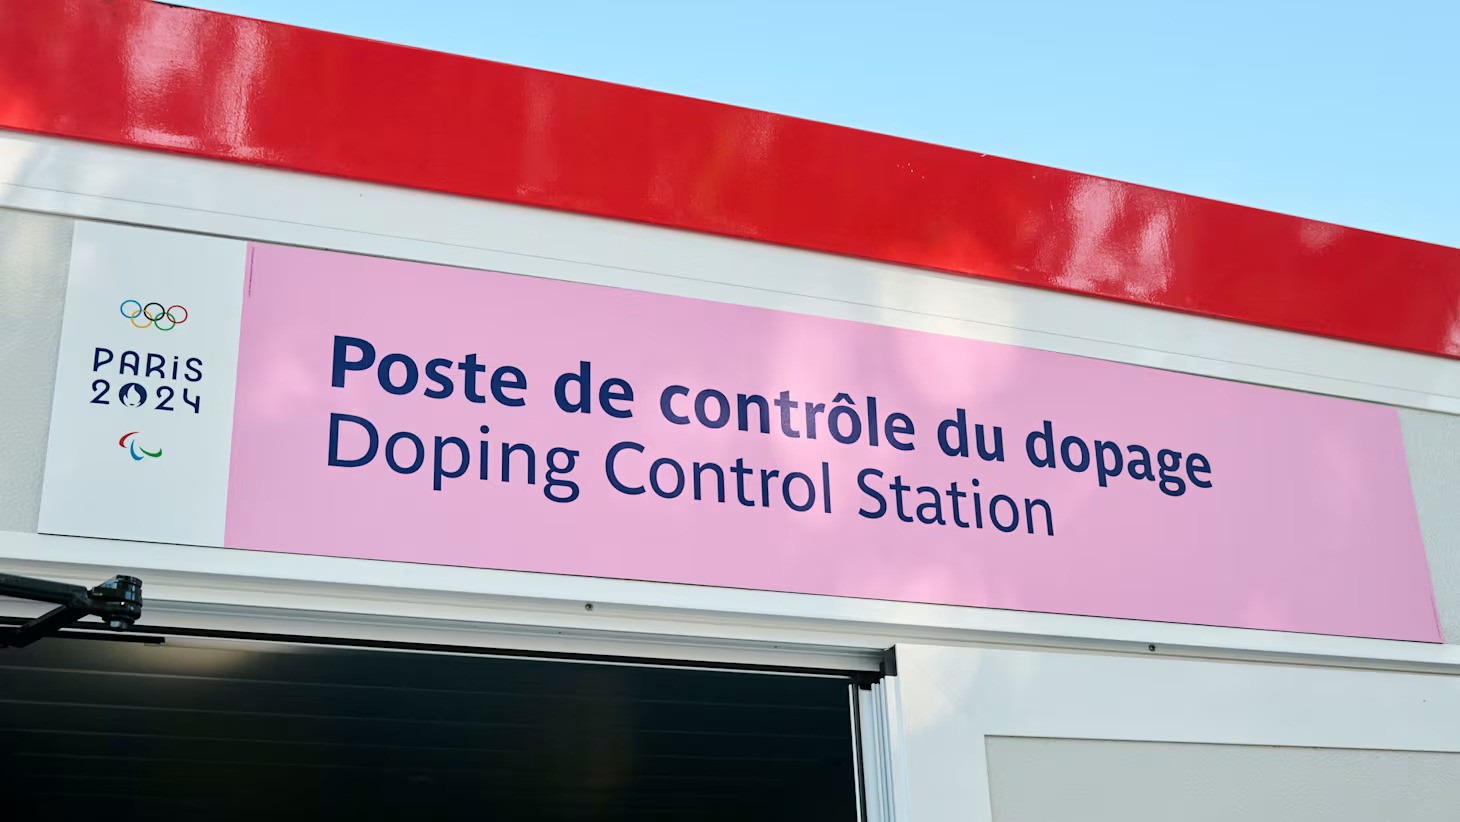 PARiS
2024
Poste de contrôle du dopage
Doping Control Station